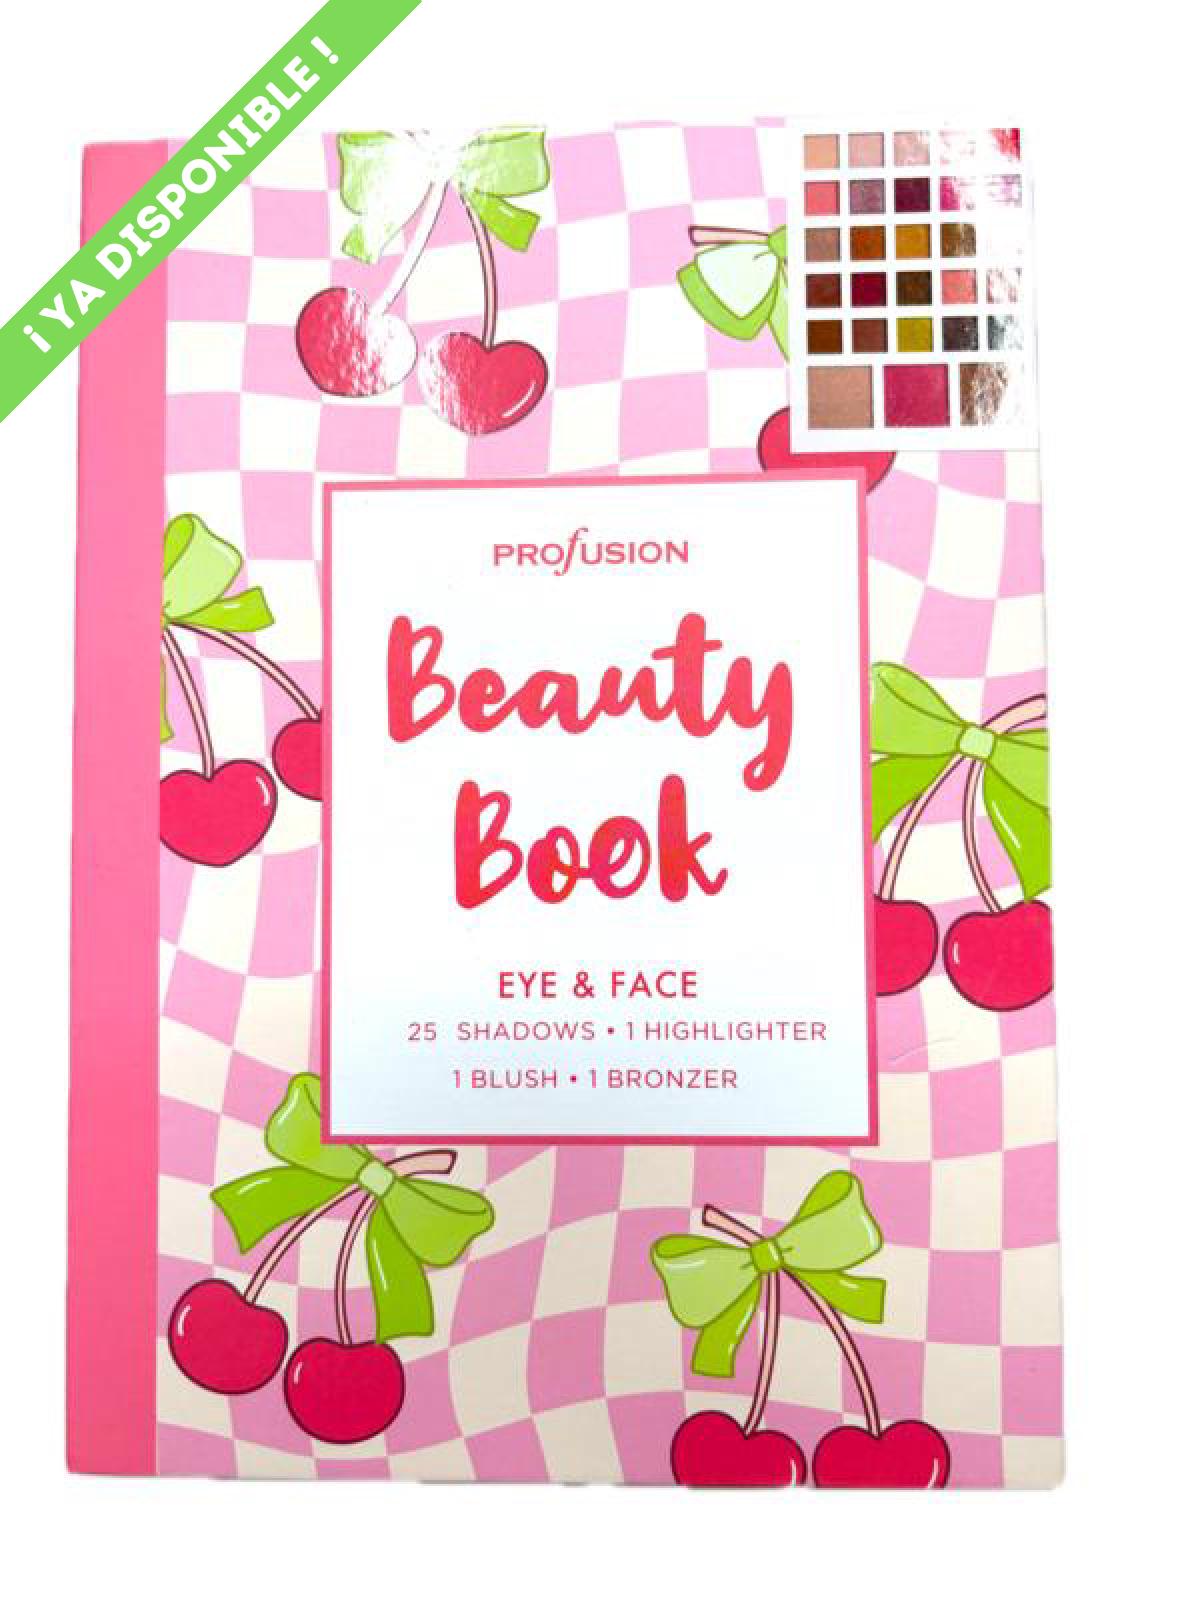 ¡ YA DISPONIBLE !
PROfUSION
Beauty
Book
EYE & FACE
25 SHADOWS • 1 HIGHLIGHTER
1 BLUSH • 1 BRONZER